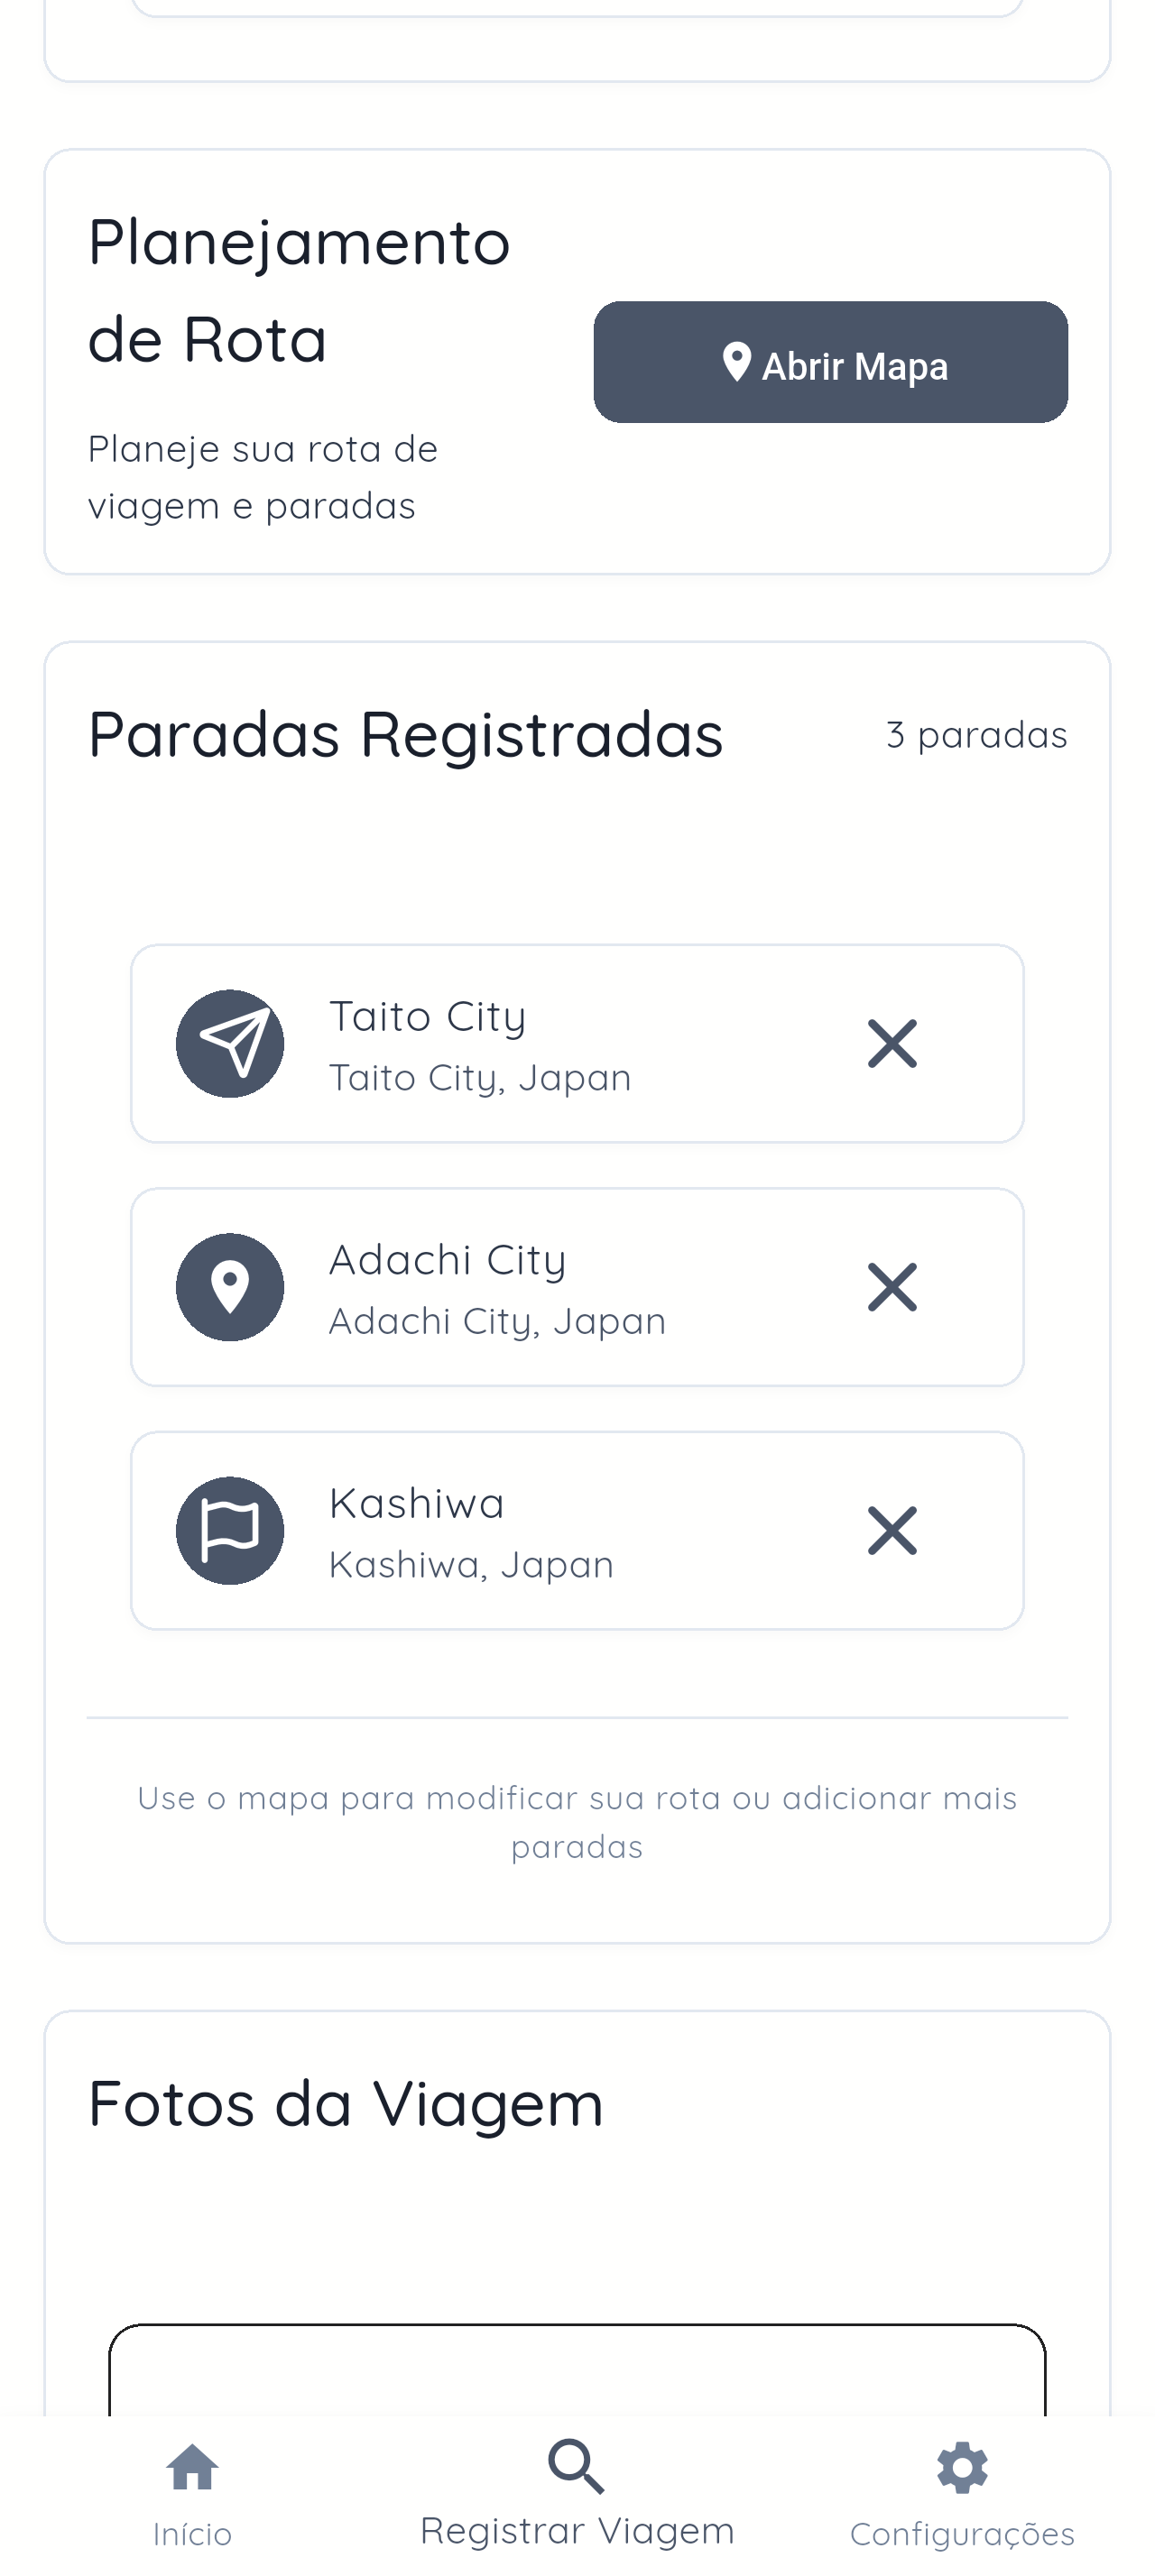 Planejamento
de Rota
Planeje sua rota de
viagem e paradas
Abrir Mapa
Paradas Registradas
3 paradas
Taito City
Taito City, Japan
Adachi City
Adachi City, Japan
Kashiwa
Kashiwa, Japan
Use o mapa para modificar sua rota ou adicionar mais
paradas
Fotos da Viagem
Início
Registrar Viagem
Configurações